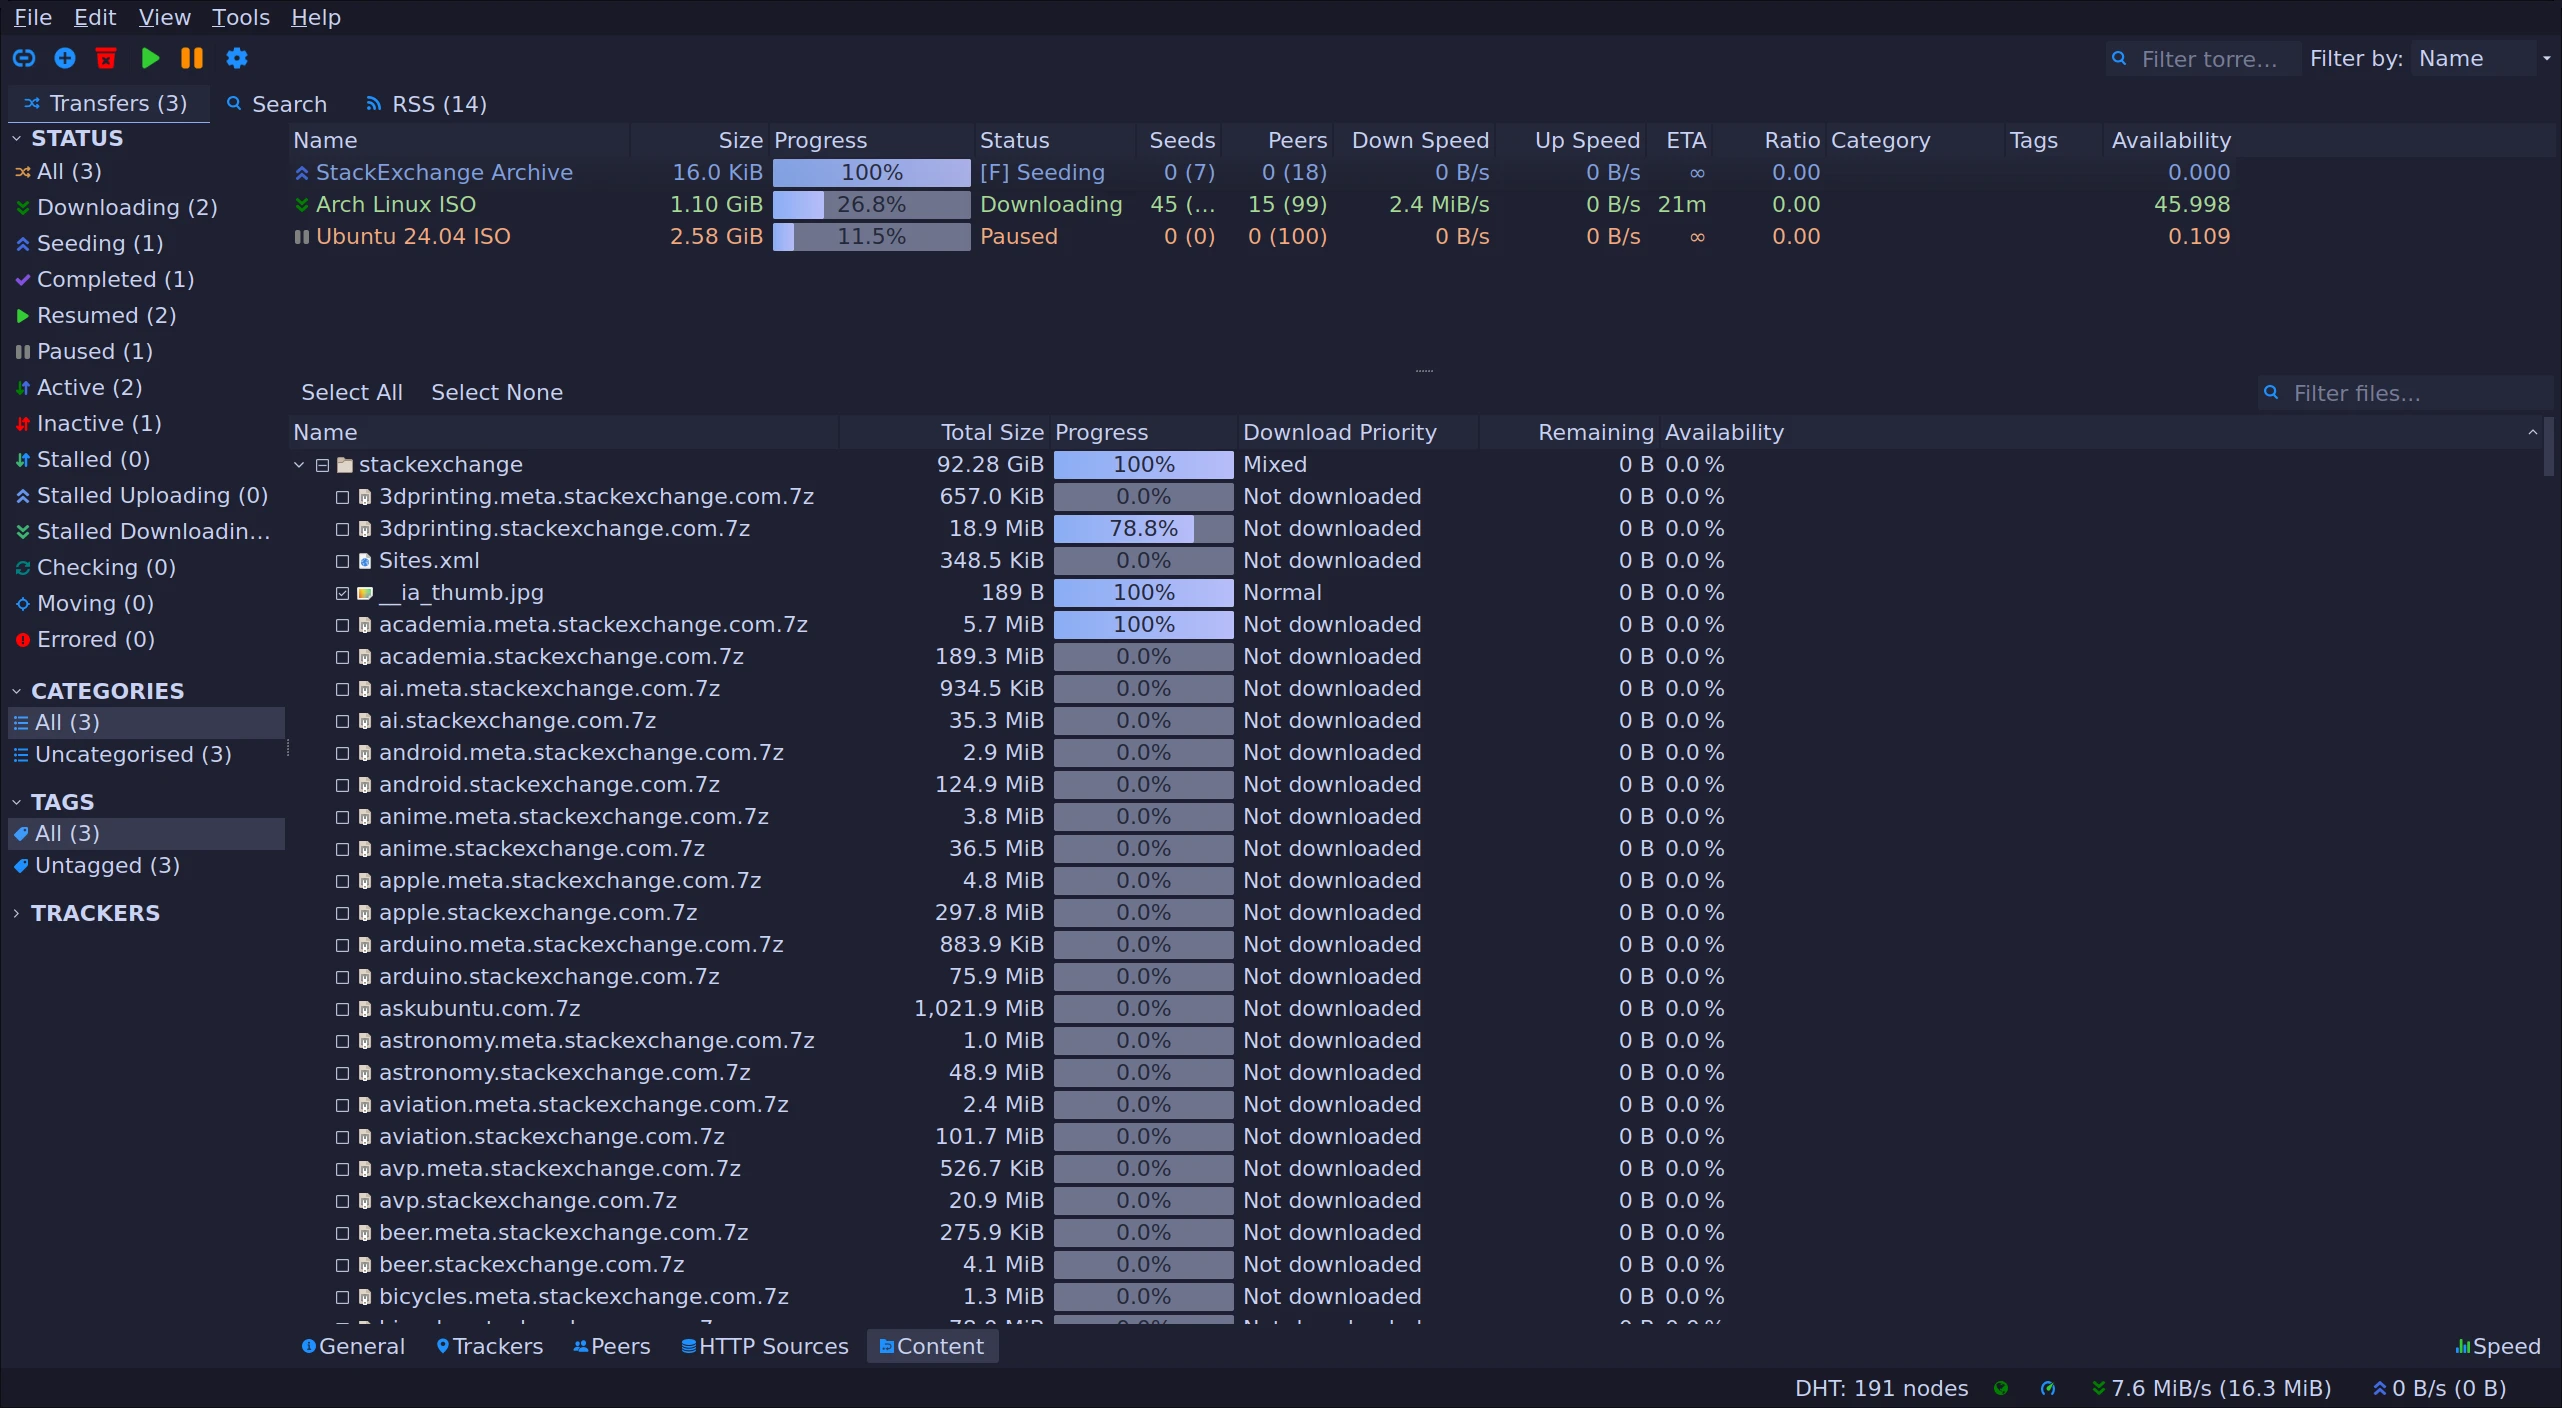 File Edit View Tools Help
Filter torre... Filter by: Name
Transfers (3) Search RSS (14)
STATUS
All (3)
Downloading (2)
Seeding (1)
Completed (1)
Resumed (2)
Paused (1)
Active (2)
Inactive (1)
Stalled (0)
Stalled Uploading (0)
Stalled Downloadin...
Checking (0)
Moving (0)
Errored (0)
CATEGORIES
All (3)
Uncategorised (3)
TAGS
All (3)
Untagged (3)
TRACKERS
Name Size Progress Status Seeds Peers Down Speed Up Speed ETA Ratio Category Tags Availability
StackExchange Archive 16.0 KiB 100% [F] Seeding 0 (7) 0 (18) 0 B/s 0 B/s ∞ 0.00 0.000
Arch Linux ISO 1.10 GiB 26.8% Downloading 45 (... 15 (99) 2.4 MiB/s 0 B/s 21m 0.00 45.998
Ubuntu 24.04 ISO 2.58 GiB 11.5% Paused 0 (0) 0 (100) 0 B/s 0 B/s ∞ 0.00 0.109
Select All Select None Filter files...
Name Total Size Progress Download Priority Remaining Availability
stackexchange 92.28 GiB 100% Mixed 0 B 0.0 %
3dprinting.meta.stackexchange.com.7z 657.0 KiB 0.0% Not downloaded 0 B 0.0 %
3dprinting.stackexchange.com.7z 18.9 MiB 78.8% Not downloaded 0 B 0.0 %
Sites.xml 348.5 KiB 0.0% Not downloaded 0 B 0.0 %
__ia_thumb.jpg 189 B 100% Normal 0 B 0.0 %
academia.meta.stackexchange.com.7z 5.7 MiB 100% Not downloaded 0 B 0.0 %
academia.stackexchange.com.7z 189.3 MiB 0.0% Not downloaded 0 B 0.0 %
ai.meta.stackexchange.com.7z 934.5 KiB 0.0% Not downloaded 0 B 0.0 %
ai.stackexchange.com.7z 35.3 MiB 0.0% Not downloaded 0 B 0.0 %
android.meta.stackexchange.com.7z 2.9 MiB 0.0% Not downloaded 0 B 0.0 %
android.stackexchange.com.7z 124.9 MiB 0.0% Not downloaded 0 B 0.0 %
anime.meta.stackexchange.com.7z 3.8 MiB 0.0% Not downloaded 0 B 0.0 %
anime.stackexchange.com.7z 36.5 MiB 0.0% Not downloaded 0 B 0.0 %
apple.meta.stackexchange.com.7z 4.8 MiB 0.0% Not downloaded 0 B 0.0 %
apple.stackexchange.com.7z 297.8 MiB 0.0% Not downloaded 0 B 0.0 %
arduino.meta.stackexchange.com.7z 883.9 KiB 0.0% Not downloaded 0 B 0.0 %
arduino.stackexchange.com.7z 75.9 MiB 0.0% Not downloaded 0 B 0.0 %
askubuntu.com.7z 1,021.9 MiB 0.0% Not downloaded 0 B 0.0 %
astronomy.meta.stackexchange.com.7z 1.0 MiB 0.0% Not downloaded 0 B 0.0 %
astronomy.stackexchange.com.7z 48.9 MiB 0.0% Not downloaded 0 B 0.0 %
aviation.meta.stackexchange.com.7z 2.4 MiB 0.0% Not downloaded 0 B 0.0 %
aviation.stackexchange.com.7z 101.7 MiB 0.0% Not downloaded 0 B 0.0 %
avp.meta.stackexchange.com.7z 526.7 KiB 0.0% Not downloaded 0 B 0.0 %
avp.stackexchange.com.7z 20.9 MiB 0.0% Not downloaded 0 B 0.0 %
beer.meta.stackexchange.com.7z 275.9 KiB 0.0% Not downloaded 0 B 0.0 %
beer.stackexchange.com.7z 4.1 MiB 0.0% Not downloaded 0 B 0.0 %
bicycles.meta.stackexchange.com.7z 1.3 MiB 0.0% Not downloaded 0 B 0.0 %
General Trackers Peers HTTP Sources Content Speed
DHT: 191 nodes 7.6 MiB/s (16.3 MiB) 0 B/s (0 B)